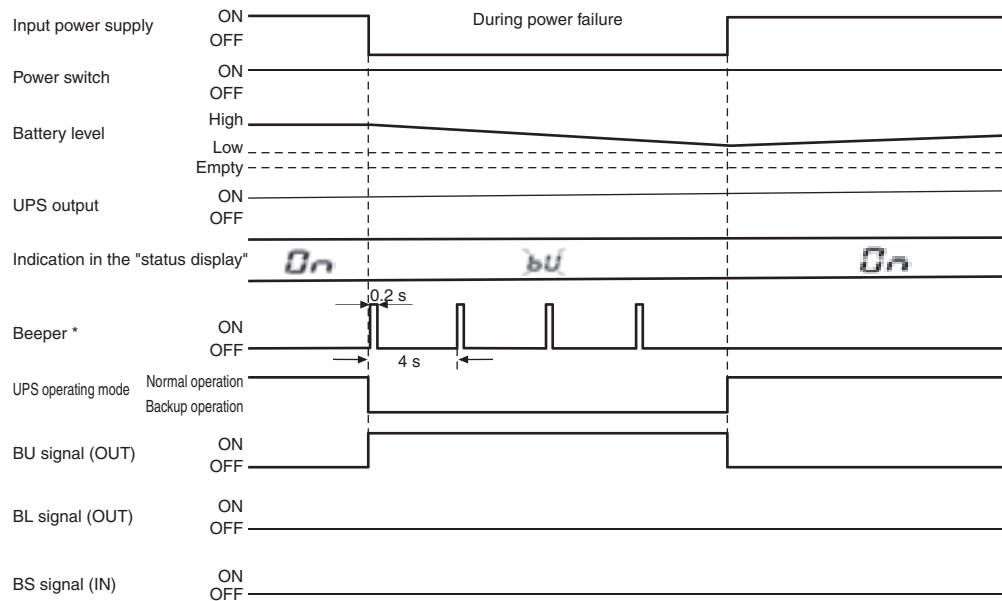 Input power supply
ON
OFF
During power failure
Power switch
ON
OFF
Battery level
High
Low
Empty
UPS output
ON
OFF
Indication in the "status display"
On
bU
On
0.2 s
Beeper *
ON
OFF
4 s
UPS operating mode
Normal operation
Backup operation
BU signal (OUT)
ON
OFF
BL signal (OUT)
ON
OFF
BS signal (IN)
ON
OFF